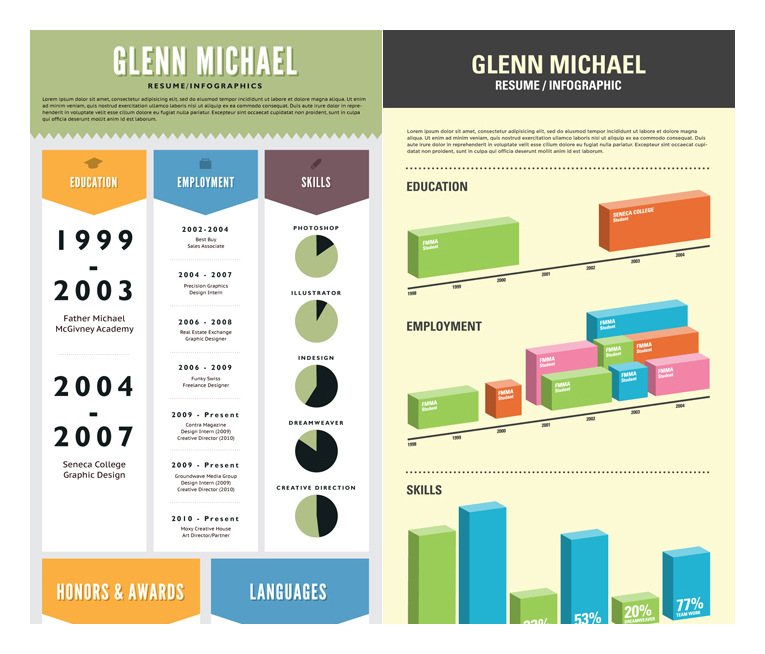 GLENN MICHAEL
RESUME/INFOGRAPHICS
Lorem ipsum dolor sit amet, consectetur adipisicing elit, sed do eiusmod tempor incididunt ut labore et dolore magna aliqua. Ut enim
ad minim veniam, quis nostrud exercitation ullamco laboris nisi ut aliquip ex ea commodo consequat. Duis aute irure dolor in repre-
henderit in voluptate velit esse cillum dolore eu fugiat nulla pariatur. Excepteur sint occaecat cupidatat non proident, sunt in culpa
qui officia deserunt mollit anim id est laborum.
EDUCATION
1999
-
2003
Father Michael
McGivney Academy
2004
-
2007
Seneca College
Graphic Design
EMPLOYMENT
2002-2004
Best Buy
Sales Associate
2004 - 2007
Precision Graphics
Design Intern
2006 - 2008
Real Estate Exchange
Graphic Designer
2006 - 2009
Funky Swiss
Freelance Designer
2009 - Present
Contra Magazine
Design Intern (2009)
Creative Director (2010)
2009 - Present
Groundwave Media Group
Design Intern (2009)
Creative Director (2010)
2010 - Present
Moxy Creative House
Art Director/Partner
SKILLS
PHOTOSHOP
ILLUSTRATOR
INDESIGN
DREAMWEAVER
CREATIVE DIRECTION
HONORS & AWARDS
LANGUAGES
GLENN MICHAEL
RESUME / INFOGRAPHIC
Lorem ipsum dolor sit amet, consectetur adipisicing elit, sed do eiusmod tempor incididunt ut labore et dolore magna
aliqua. Ut enim ad minim veniam, quis nostrud exercitation ullamco laboris nisi ut aliquip ex ea commodo consequat. Duis
aute irure dolor in reprehenderit in voluptate velit esse cillum dolore eu fugiat nulla pariatur. Excepteur sint occaecat cupi-
datat non proident, sunt in culpa qui officia deserunt mollit anim id est laborum.
EDUCATION
FMMA
Student
SENECA COLLEGE
Student
1998
1999
2000
2001
2002
2003
2004
EMPLOYMENT
FMMA
Student
FMMA
Student
FMMA
Student
FMMA
Student
FMMA
Student
FMMA
Student
FMMA
Student
FMMA
Student
FMMA
Student
1998
1999
2000
2001
2002
2003
2004
SKILLS
53%
20%
DREAMWEAVER
77%
TEAM WORK